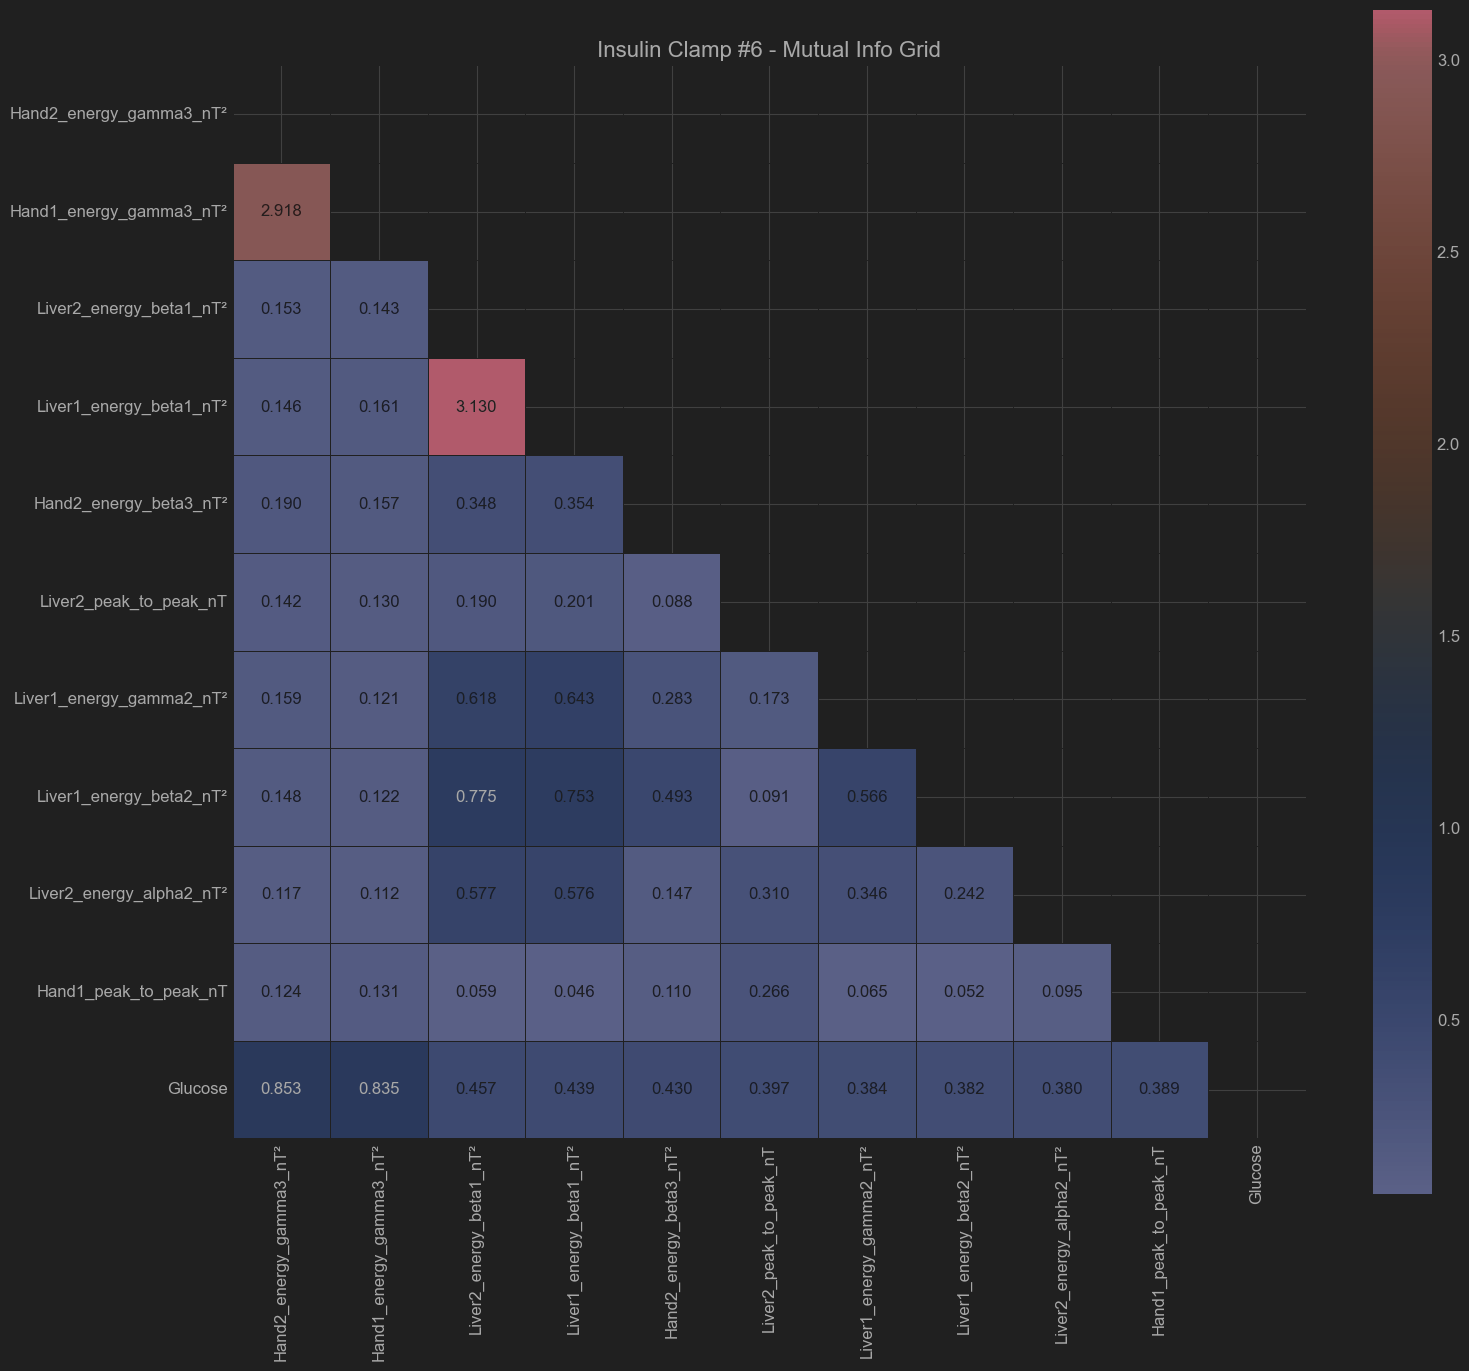 Insulin Clamp #6 - Mutual Info Grid
3.0
2.5
2.0
1.5
1.0
0.5
Hand2_energy_gamma3_nT²
Hand1_energy_gamma3_nT² 2.918
Liver2_energy_beta1_nT² 0.153 0.143
Liver1_energy_beta1_nT² 0.146 0.161 3.130
Hand2_energy_beta3_nT² 0.190 0.157 0.348 0.354
Liver2_peak_to_peak_nT 0.142 0.130 0.190 0.201 0.088
Liver1_energy_gamma2_nT² 0.159 0.121 0.618 0.643 0.283 0.173
Liver1_energy_beta2_nT² 0.148 0.122 0.775 0.753 0.493 0.091 0.566
Liver2_energy_alpha2_nT² 0.117 0.112 0.577 0.576 0.147 0.310 0.346 0.242
Hand1_peak_to_peak_nT 0.124 0.131 0.059 0.046 0.110 0.266 0.065 0.052 0.095
Glucose 0.853 0.835 0.457 0.439 0.430 0.397 0.384 0.382 0.380 0.389
Hand2_energy_gamma3_nT²
Hand1_energy_gamma3_nT²
Liver2_energy_beta1_nT²
Liver1_energy_beta1_nT²
Hand2_energy_beta3_nT²
Liver2_peak_to_peak_nT
Liver1_energy_gamma2_nT²
Liver1_energy_beta2_nT²
Liver2_energy_alpha2_nT²
Hand1_peak_to_peak_nT
Glucose